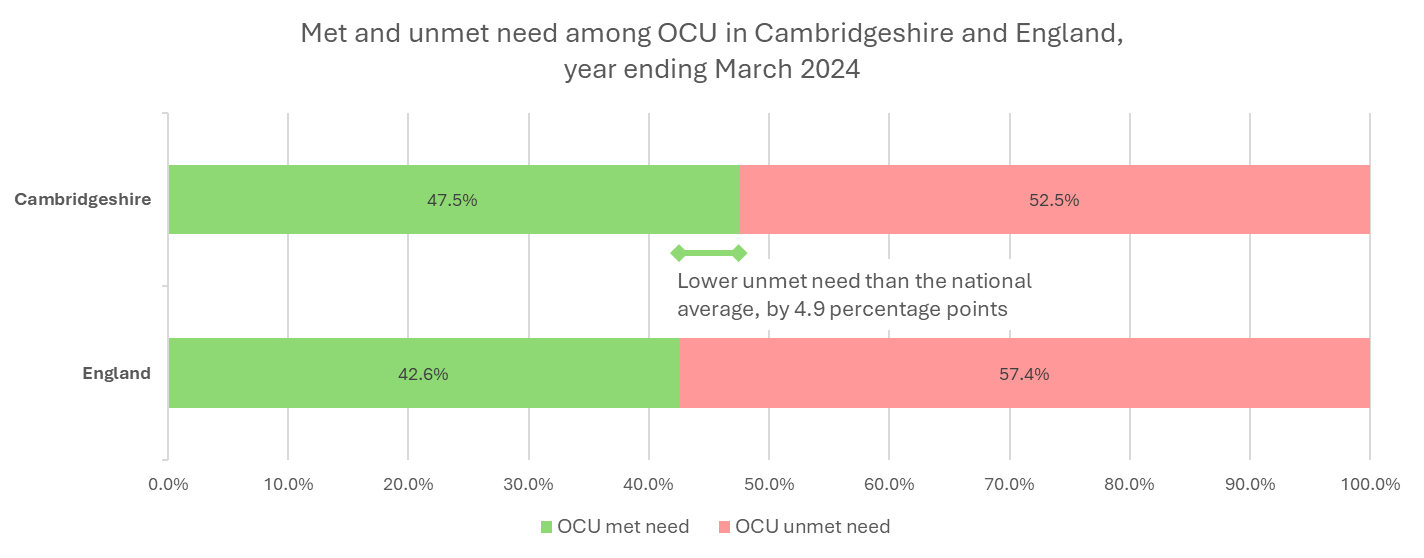 Met and unmet need among OCU in Cambridgeshire and England,
year ending March 2024
Cambridgeshire
47.5%
52.5%
Lower unmet need than the national
average, by 4.9 percentage points
England
42.6%
57.4%
0.0% 10.0% 20.0% 30.0% 40.0% 50.0% 60.0% 70.0% 80.0% 90.0% 100.0%
OCU met need OCU unmet need